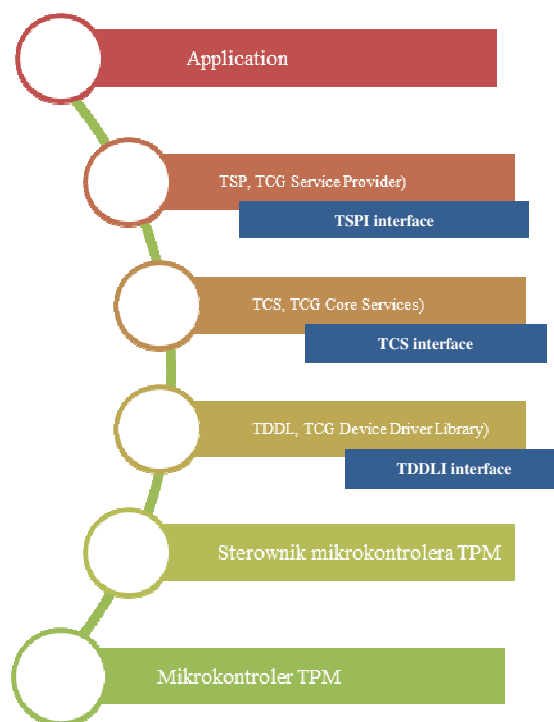 Application
TSP, TCG Service Provider)
TSPI interface
TCS, TCG Core Services)
TCS interface
TDDL, TCG Device Driver Library)
TDDLI interface
Sterownik mikrokontrolera TPM
Mikrokontroler TPM